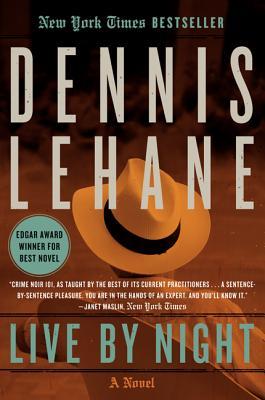 New York Times BESTSELLER
DENNIS
LEHANE
EDGAR AWARD
WINNER FOR
BEST NOVEL
"CRIME NOIR 101, AS TAUGHT BY THE BEST OF ITS CURRENT PRACTITIONERS . . . A SENTENCE-
BY-SENTENCE PLEASURE. YOU ARE IN THE HANDS OF AN EXPERT. AND YOU'LL KNOW IT."
—JANET MASLIN, New York Times
LIVE BY NIGHT
A Novel